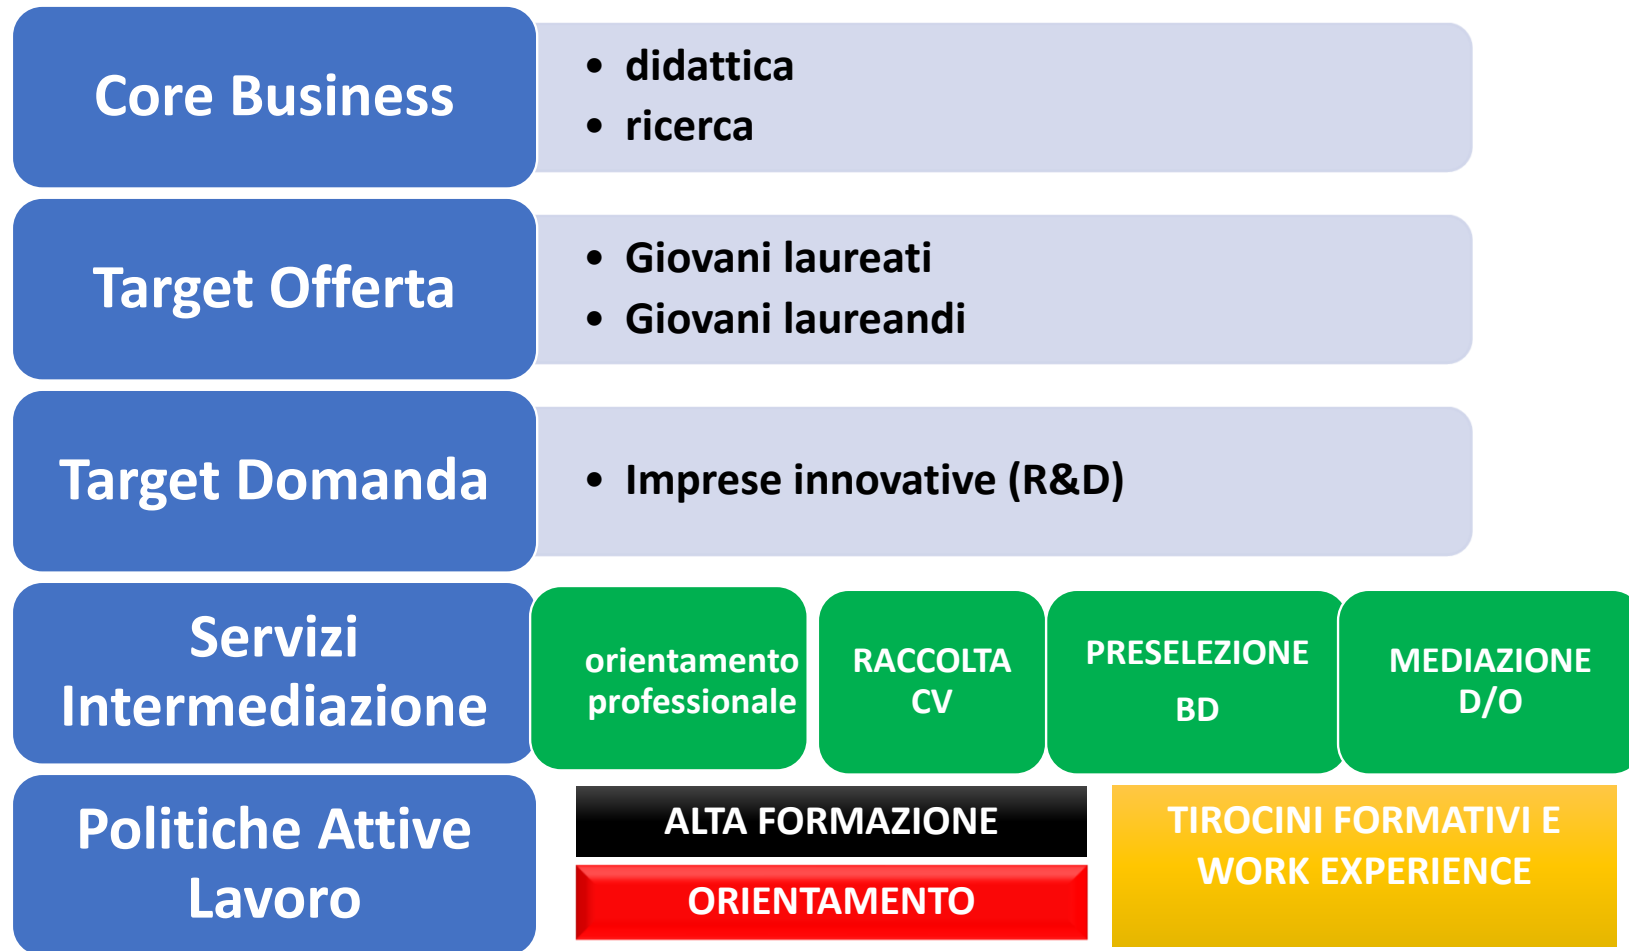 Core Business
• didattica
• ricerca
Target Offerta
• Giovani laureati
• Giovani laureandi
Target Domanda
• Imprese innovative (R&D)
Servizi
Intermediazione
orientamento
professionale
RACCOLTA
CV
PRESELEZIONE
BD
MEDIAZIONE
D/O
Politiche Attive
Lavoro
ALTA FORMAZIONE
ORIENTAMENTO
TIROCINI FORMATIVI E
WORK EXPERIENCE